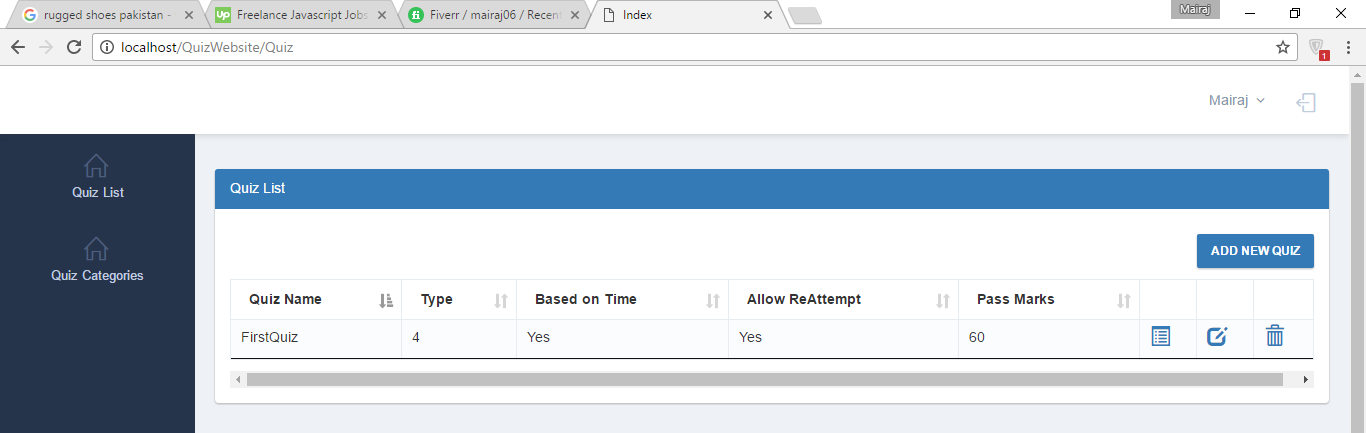 rugged shoes pakistan -
Freelance Javascript Jobs
Fiverr / mairaj06 / Recent
Index
Mairaj
localhost/QuizWebsite/Quiz
1
Mairaj
Quiz List
Quiz Categories
Quiz List
ADD NEW QUIZ
Quiz Name Type Based on Time Allow ReAttempt Pass Marks
FirstQuiz 4 Yes Yes 60